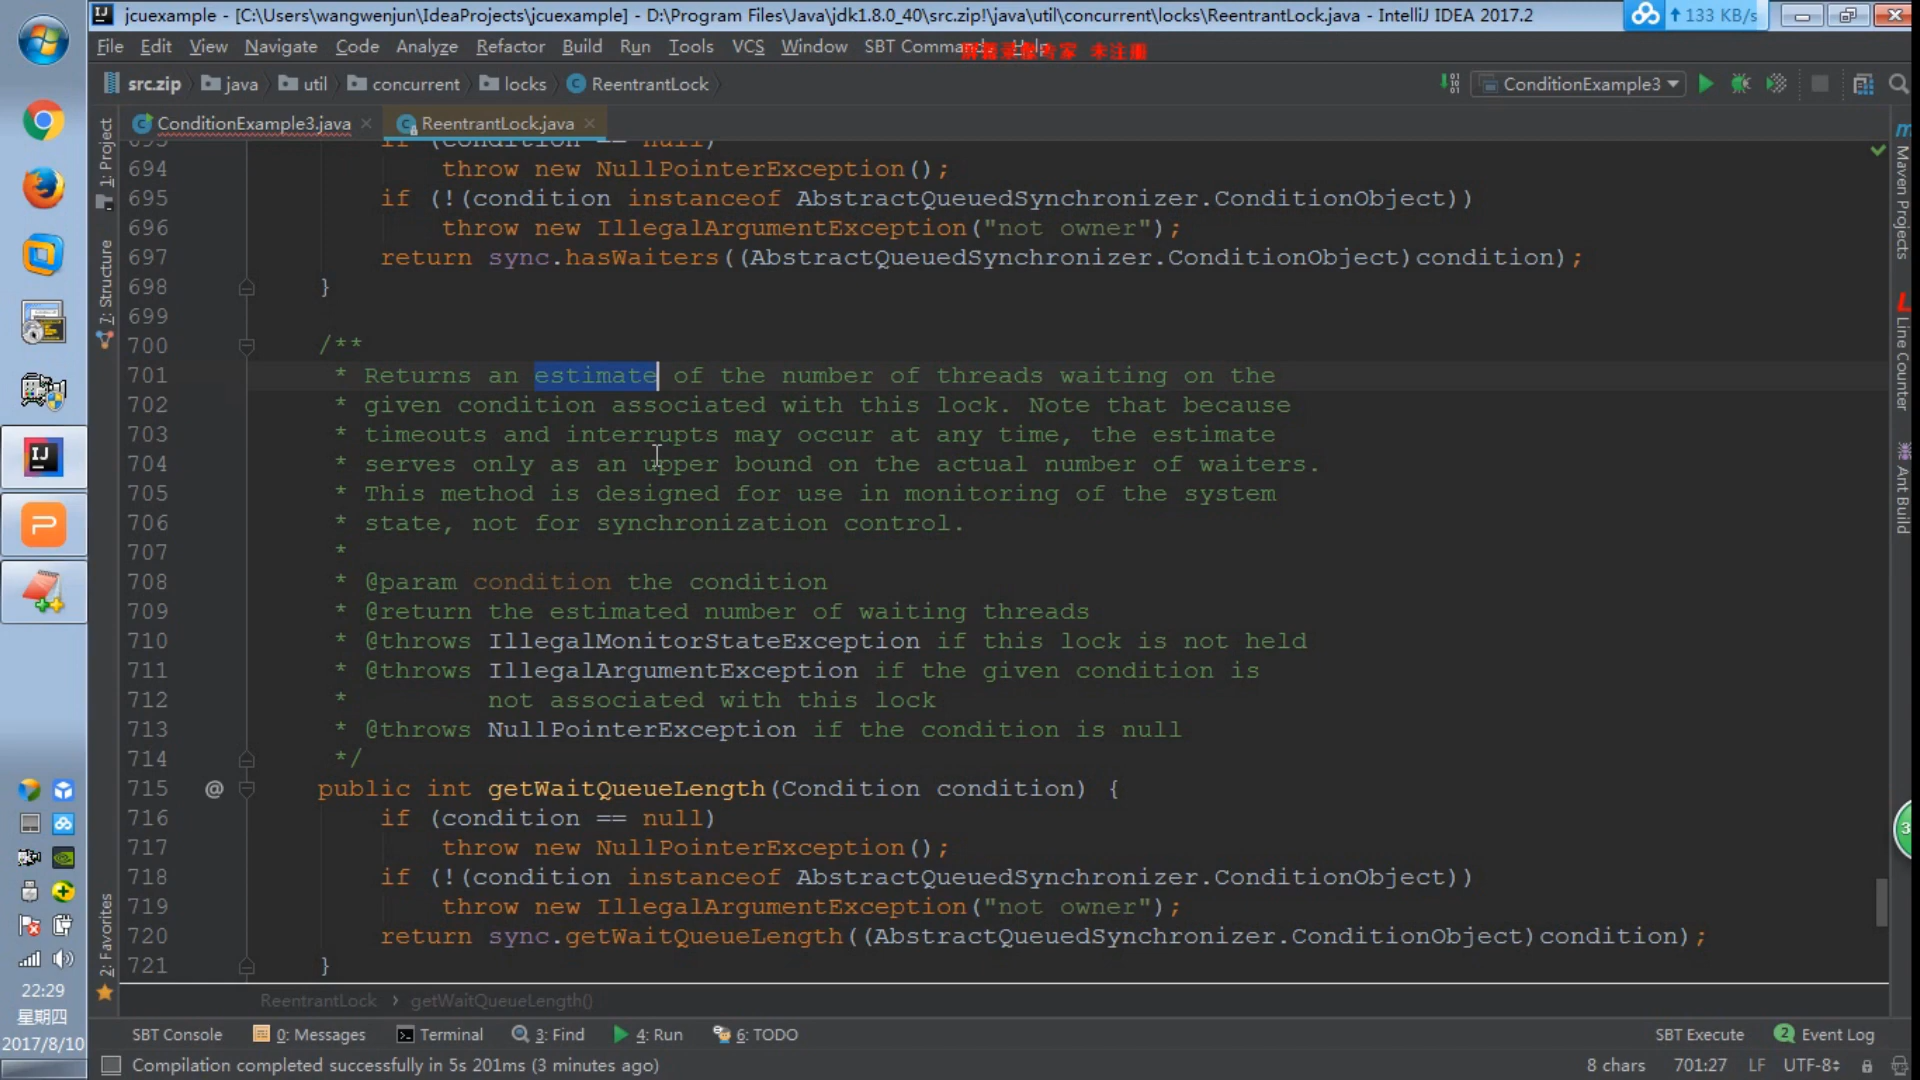 jcuexample - [C:\Users\wangwenjun\IdeaProjects\jcuexample] - D:\Program Files\Java\jdk1.8.0_40\src.zip!\java\util\concurrent\locks\ReentrantLock.java - IntelliJ IDEA 2017.2
133 KB/s
File Edit View Navigate Code Analyze Refactor Build Run Tools VCS Window SBT Command Help
未注册
src.zip java util concurrent locks ReentrantLock
ConditionExample3
ConditionExample3.java ReentrantLock.java
693 if (condition == null)
694 throw new NullPointerException();
695 if (!(condition instanceof AbstractQueuedSynchronizer.ConditionObject))
696 throw new IllegalArgumentException("not owner");
697 return sync.hasWaiters((AbstractQueuedSynchronizer.ConditionObject)condition);
698 }
699
700 /**
701 * Returns an estimate of the number of threads waiting on the
702 * given condition associated with this lock. Note that because
703 * timeouts and interrupts may occur at any time, the estimate
704 * serves only as an upper bound on the actual number of waiters.
705 * This method is designed for use in monitoring of the system
706 * state, not for synchronization control.
707 *
708 * @param condition the condition
709 * @return the estimated number of waiting threads
710 * @throws IllegalMonitorStateException if this lock is not held
711 * @throws IllegalArgumentException if the given condition is
712 * not associated with this lock
713 * @throws NullPointerException if the condition is null
714 */
715 @ public int getWaitQueueLength(Condition condition) {
716 if (condition == null)
717 throw new NullPointerException();
718 if (!(condition instanceof AbstractQueuedSynchronizer.ConditionObject))
719 throw new IllegalArgumentException("not owner");
720 return sync.getWaitQueueLength((AbstractQueuedSynchronizer.ConditionObject)condition);
721 }
ReentrantLock › getWaitQueueLength()
1: Project
7: Structure
2: Favorites
Maven Projects
Line Counter
Ant Build
SBT Console 0: Messages Terminal 3: Find 4: Run 6: TODO SBT Execute 2 Event Log
Compilation completed successfully in 5s 201ms (3 minutes ago) 8 chars 701:27 LF UTF-8
22:29
星期四
2017/8/10